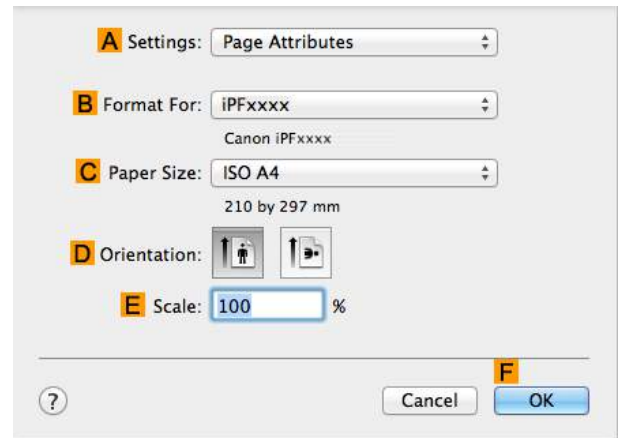 A Settings: Page Attributes
B Format For: iPFxxxx
Canon iPFxxxx
C Paper Size: ISO A4
210 by 297 mm
D Orientation:
E Scale: 100 %
F
? Cancel OK